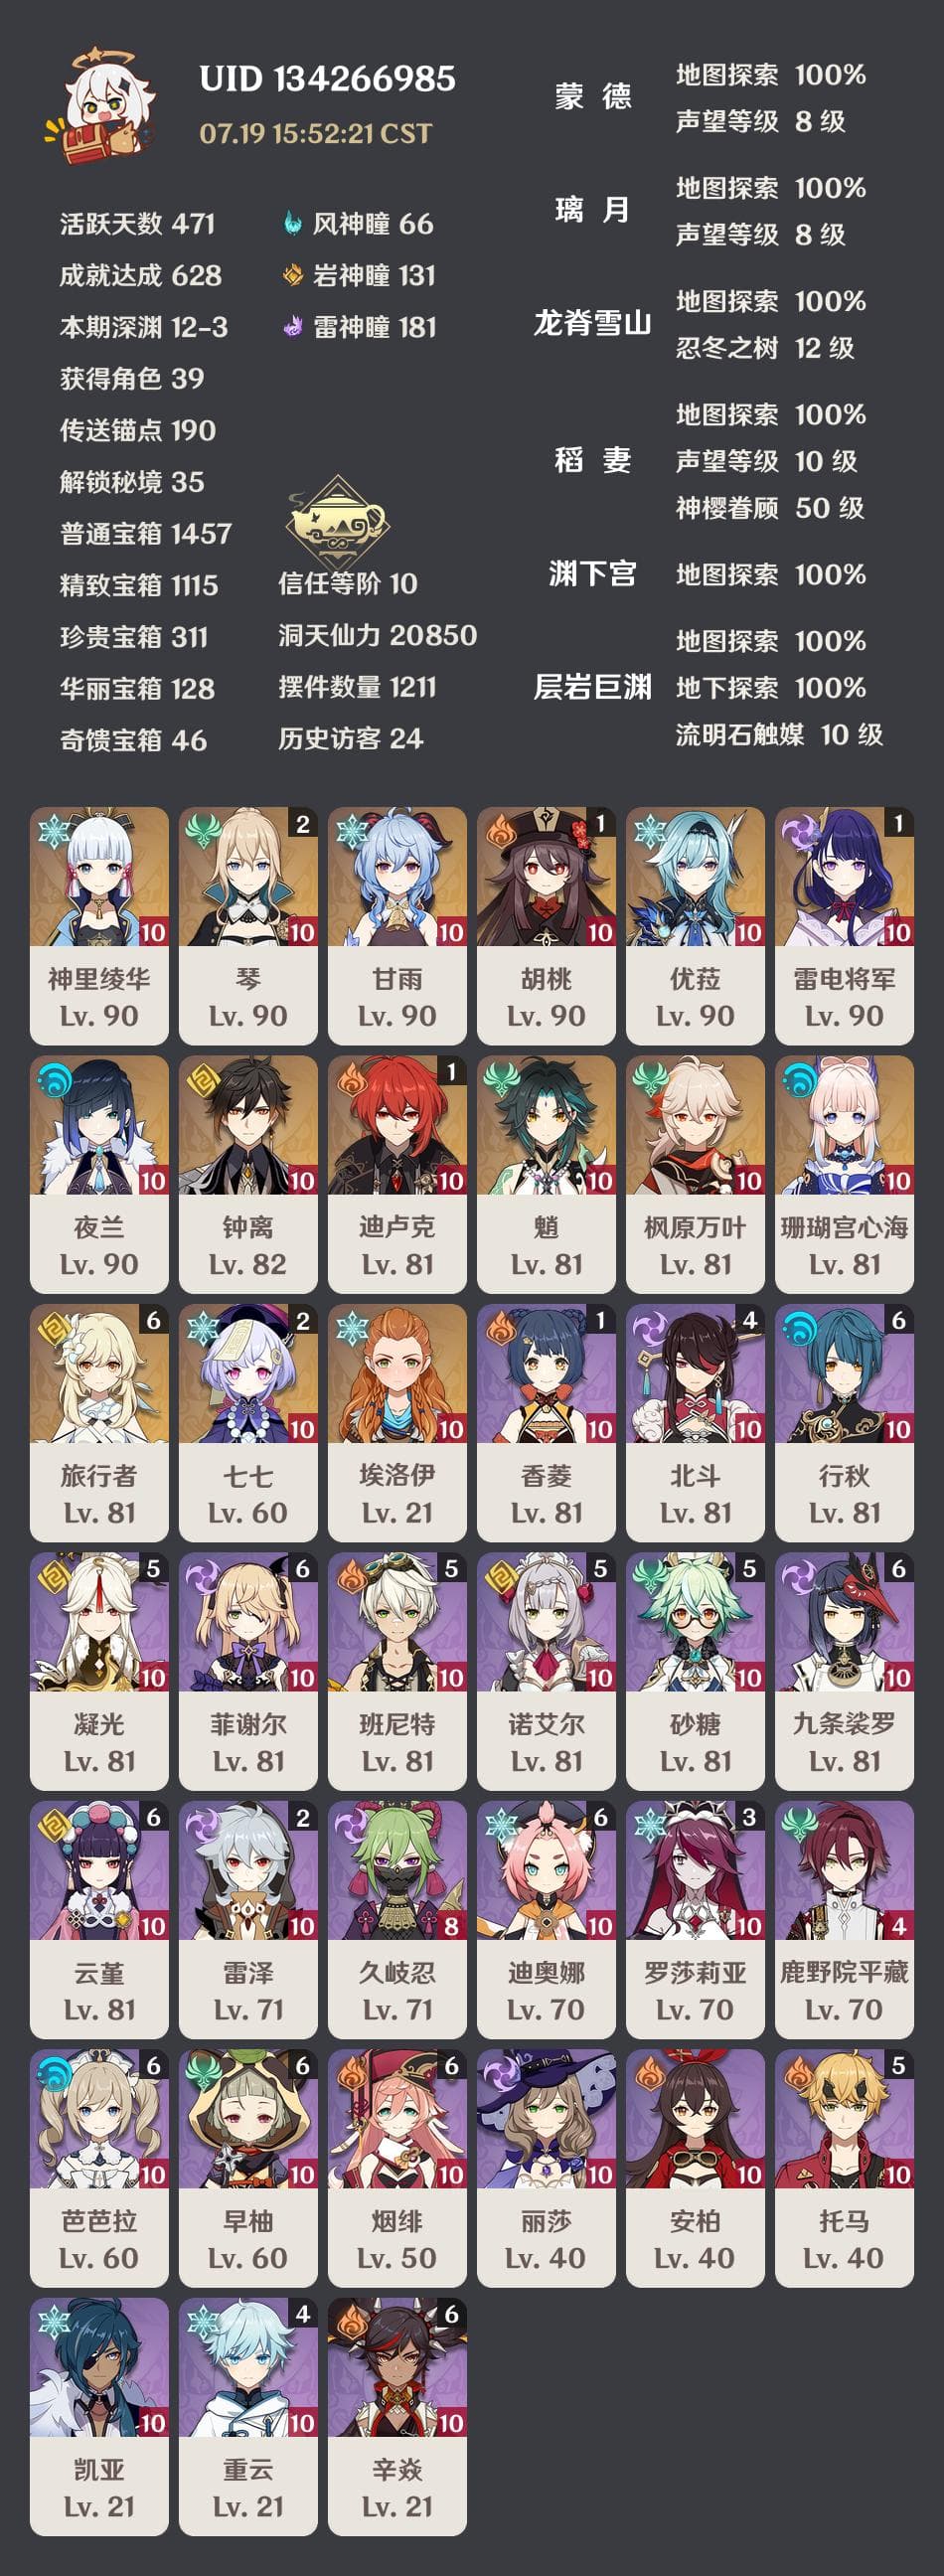 UID 134266985
07.19 15:52:21 CST
活跃天数 471
成就达成 628
本期深渊 12-3
获得角色 39
传送锚点 190
解锁秘境 35
普通宝箱 1457
精致宝箱 1115
珍贵宝箱 311
华丽宝箱 128
奇馈宝箱 46
风神瞳 66
岩神瞳 131
雷神瞳 181
信任等阶 10
洞天仙力 20850
摆件数量 1211
历史访客 24
蒙德
地图探索 100%
声望等级 8 级
璃月
地图探索 100%
声望等级 8 级
龙脊雪山
地图探索 100%
忍冬之树 12 级
稻妻
地图探索 100%
声望等级 10 级
神樱眷顾 50 级
渊下宫
地图探索 100%
层岩巨渊
地图探索 100%
地下探索 100%
流明石触媒 10 级
10
神里绫华
Lv. 90
2
10
琴
Lv. 90
10
甘雨
Lv. 90
1
10
胡桃
Lv. 90
10
优菈
Lv. 90
1
10
雷电将军
Lv. 90
10
夜兰
Lv. 90
10
钟离
Lv. 82
1
10
迪卢克
Lv. 81
10
魈
Lv. 81
10
枫原万叶
Lv. 81
10
珊瑚宫心海
Lv. 81
6
旅行者
Lv. 81
2
10
七七
Lv. 60
10
埃洛伊
Lv. 21
1
10
香菱
Lv. 81
4
10
北斗
Lv. 81
6
10
行秋
Lv. 81
5
10
凝光
Lv. 81
6
10
菲谢尔
Lv. 81
5
10
班尼特
Lv. 81
5
10
诺艾尔
Lv. 81
5
10
砂糖
Lv. 81
6
10
九条裟罗
Lv. 81
6
10
云堇
Lv. 81
2
10
雷泽
Lv. 71
8
久岐忍
Lv. 71
6
10
迪奥娜
Lv. 70
3
10
罗莎莉亚
Lv. 70
4
鹿野院平藏
Lv. 70
6
10
芭芭拉
Lv. 60
6
10
早柚
Lv. 60
6
10
烟绯
Lv. 50
10
丽莎
Lv. 40
10
安柏
Lv. 40
5
10
托马
Lv. 40
10
凯亚
Lv. 21
4
10
重云
Lv. 21
6
10
辛焱
Lv. 21